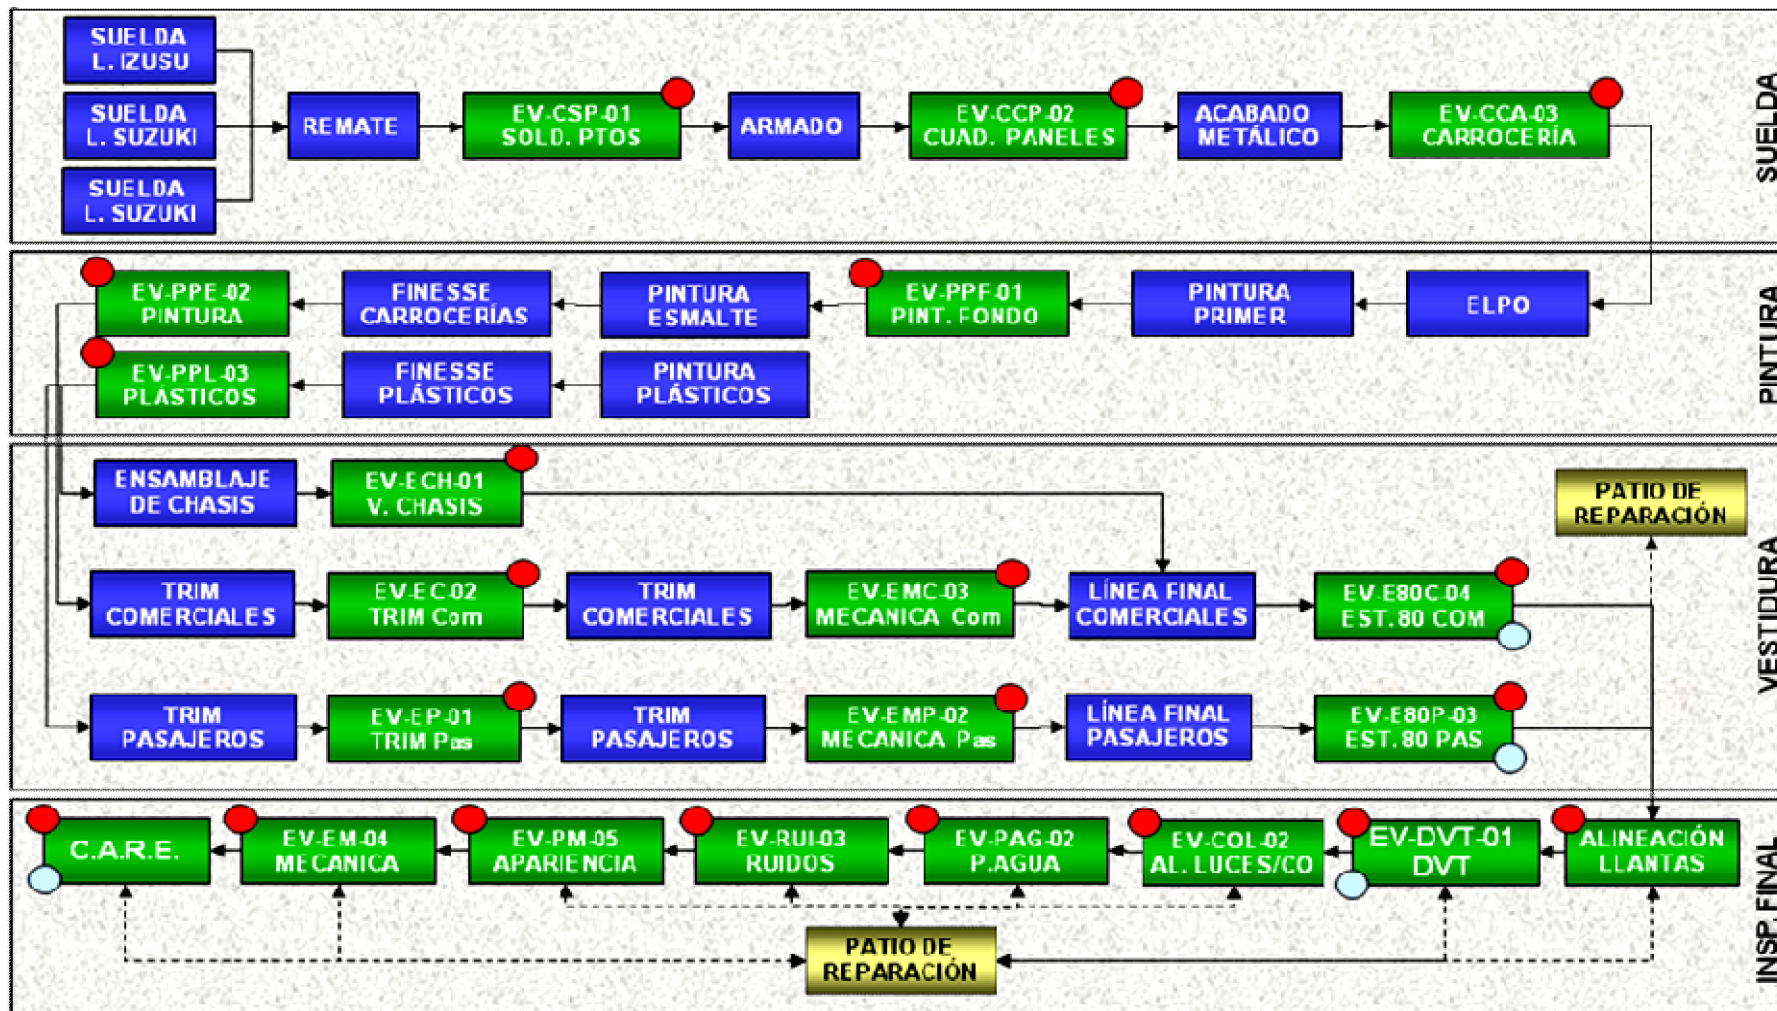 SUELDA
L. IZUSU
SUELDA
L. SUZUKI
SUELDA
L. SUZUKI
REMATE
EV-CSP-01
SOLD. PTOS
ARMADO
EV-CCP-02
CUAD. PANELES
ACABADO
METÁLICO
EV-CCA-03
CARROCERÍA
SUELDA
EV-PPE-02
PINTURA
FINESSE
CARROCERÍAS
PINTURA
ESMALTE
EV-PPF-01
PINT. FONDO
PINTURA
PRIMER
ELPO
EV-PPL-03
PLÁSTICOS
FINESSE
PLÁSTICOS
PINTURA
PLÁSTICOS
PINTURA
ENSAMBLAJE
DE CHASIS
EV-ECH-01
V. CHASIS
PATIO DE
REPARACIÓN
TRIM
COMERCIALES
EV-EC-02
TRIM Com
TRIM
COMERCIALES
EV-EMC-03
MECANICA Com
LÍNEA FINAL
COMERCIALES
EV-E80C-04
EST. 80 COM
TRIM
PASAJEROS
EV-EP-01
TRIM Pas
TRIM
PASAJEROS
EV-EMP-02
MECANICA Pas
LÍNEA FINAL
PASAJEROS
EV-E80P-03
EST. 80 PAS
VESTIDURA
C.A.R.E.
EV-EM-04
MECANICA
EV-PM-05
APARIENCIA
EV-RUI-03
RUIDOS
EV-PAG-02
P.AGUA
EV-COL-02
AL. LUCES/CO
EV-DVT-01
DVT
ALINEACIÓN
LLANTAS
PATIO DE
REPARACIÓN
INSP. FINAL